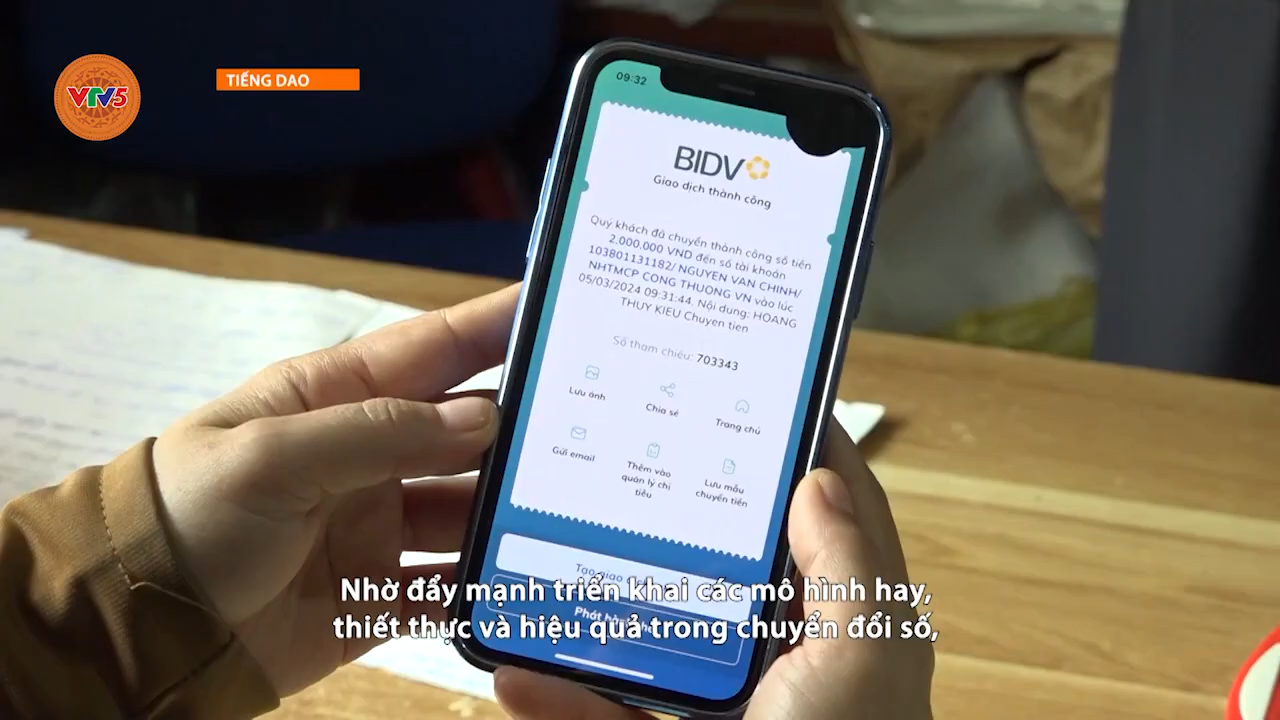 VTV5
TIẾNG DAO
09:32
BIDV
Giao dịch thành công
Quý khách đã chuyển thành công số tiền
2.000.000 VND đến số tài khoản
103801131182/ NGUYEN VAN CHINH/
NHTMCP CONG THUONG VN vào lúc
05/03/2024 09:31:44. Nội dung: HOANG
THUY KIEU Chuyen tien
Số tham chiếu: 703343
Lưu ảnh
Chia sẻ
Trang chủ
Gửi email
Thêm vào
quản lý chi
tiêu
Lưu mẫu
chuyển tiền
Tạo giao
Nhờ đẩy mạnh triển khai các mô hình hay,
thiết thực và hiệu quả trong chuyển đổi số,